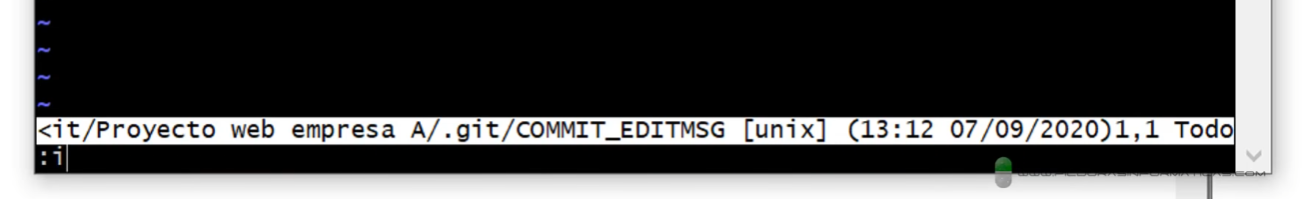 ~
~
~
~
<it/Proyecto web empresa A/.git/COMMIT_EDITMSG [unix] (13:12 07/09/2020)1,1 Todo
:i